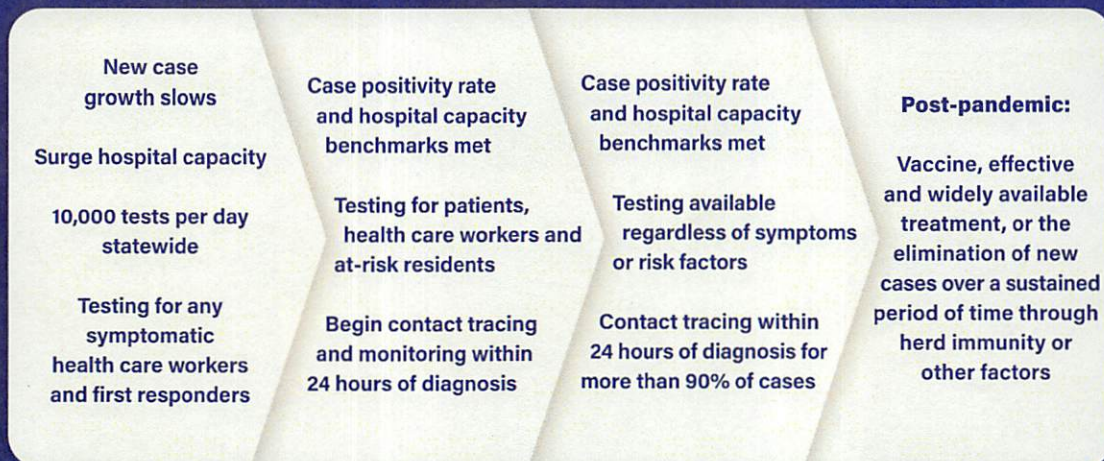 New case
growth slows
Surge hospital capacity
10,000 tests per day
statewide
Testing for any
symptomatic
health care workers
and first responders
Case positivity rate
and hospital capacity
benchmarks met
Testing for patients,
health care workers and
at-risk residents
Begin contact tracing
and monitoring within
24 hours of diagnosis
Case positivity rate
and hospital capacity
benchmarks met
Testing available
regardless of symptoms
or risk factors
Contact tracing within
24 hours of diagnosis for
more than 90% of cases
Post-pandemic:
Vaccine, effective
and widely available
treatment, or the
elimination of new
cases over a sustained
period of time through
herd immunity or
other factors